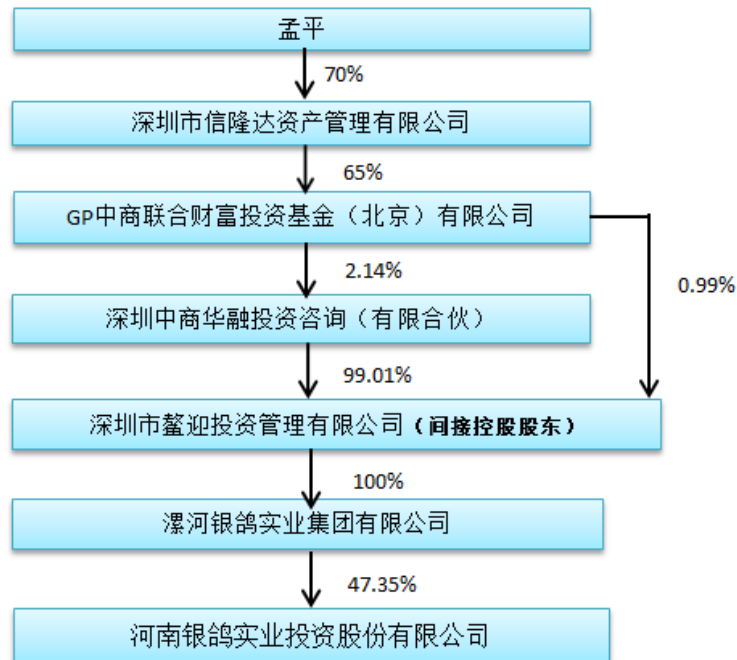 孟平
70%
深圳市信隆达资产管理有限公司
65%
GP中商联合财富投资基金（北京）有限公司
2.14%
0.99%
深圳中商华融投资咨询（有限合伙）
99.01%
深圳市鳌迎投资管理有限公司（间接控股股东）
100%
漯河银鸽实业集团有限公司
47.35%
河南银鸽实业投资股份有限公司